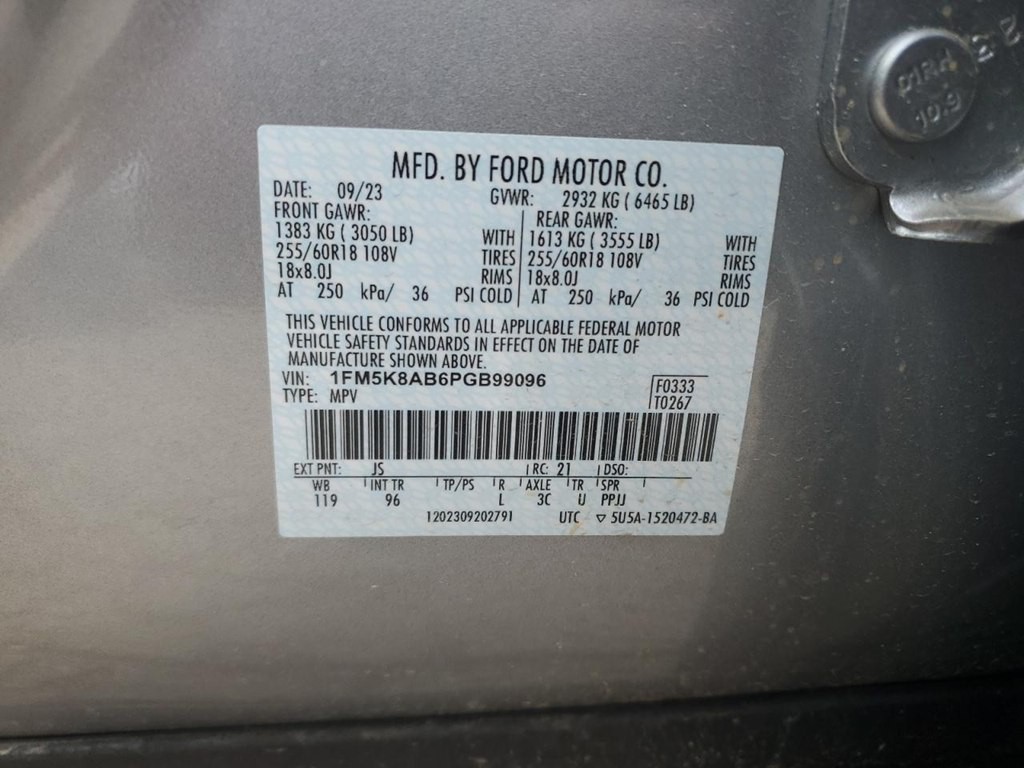 MFD. BY FORD MOTOR CO.
DATE: 09/23 GVWR: 2932 KG ( 6465 LB)
FRONT GAWR: REAR GAWR:
1383 KG ( 3050 LB) WITH 1613 KG ( 3555 LB) WITH
255/60R18 108V TIRES 255/60R18 108V TIRES
18x8.0J RIMS 18x8.0J RIMS
AT 250 kPa/ 36 PSI COLD AT 250 kPa/ 36 PSI COLD
THIS VEHICLE CONFORMS TO ALL APPLICABLE FEDERAL MOTOR
VEHICLE SAFETY STANDARDS IN EFFECT ON THE DATE OF
MANUFACTURE SHOWN ABOVE.
VIN: 1FM5K8AB6PGB99096 F0333
TYPE: MPV T0267
EXT PNT: JS RC: 21 DSO:
WB INT TR TP/PS R AXLE TR SPR
119 96 L 3C U PPJJ
1202309202791 UTC ▽ 5U5A-1520472-BA
10.9